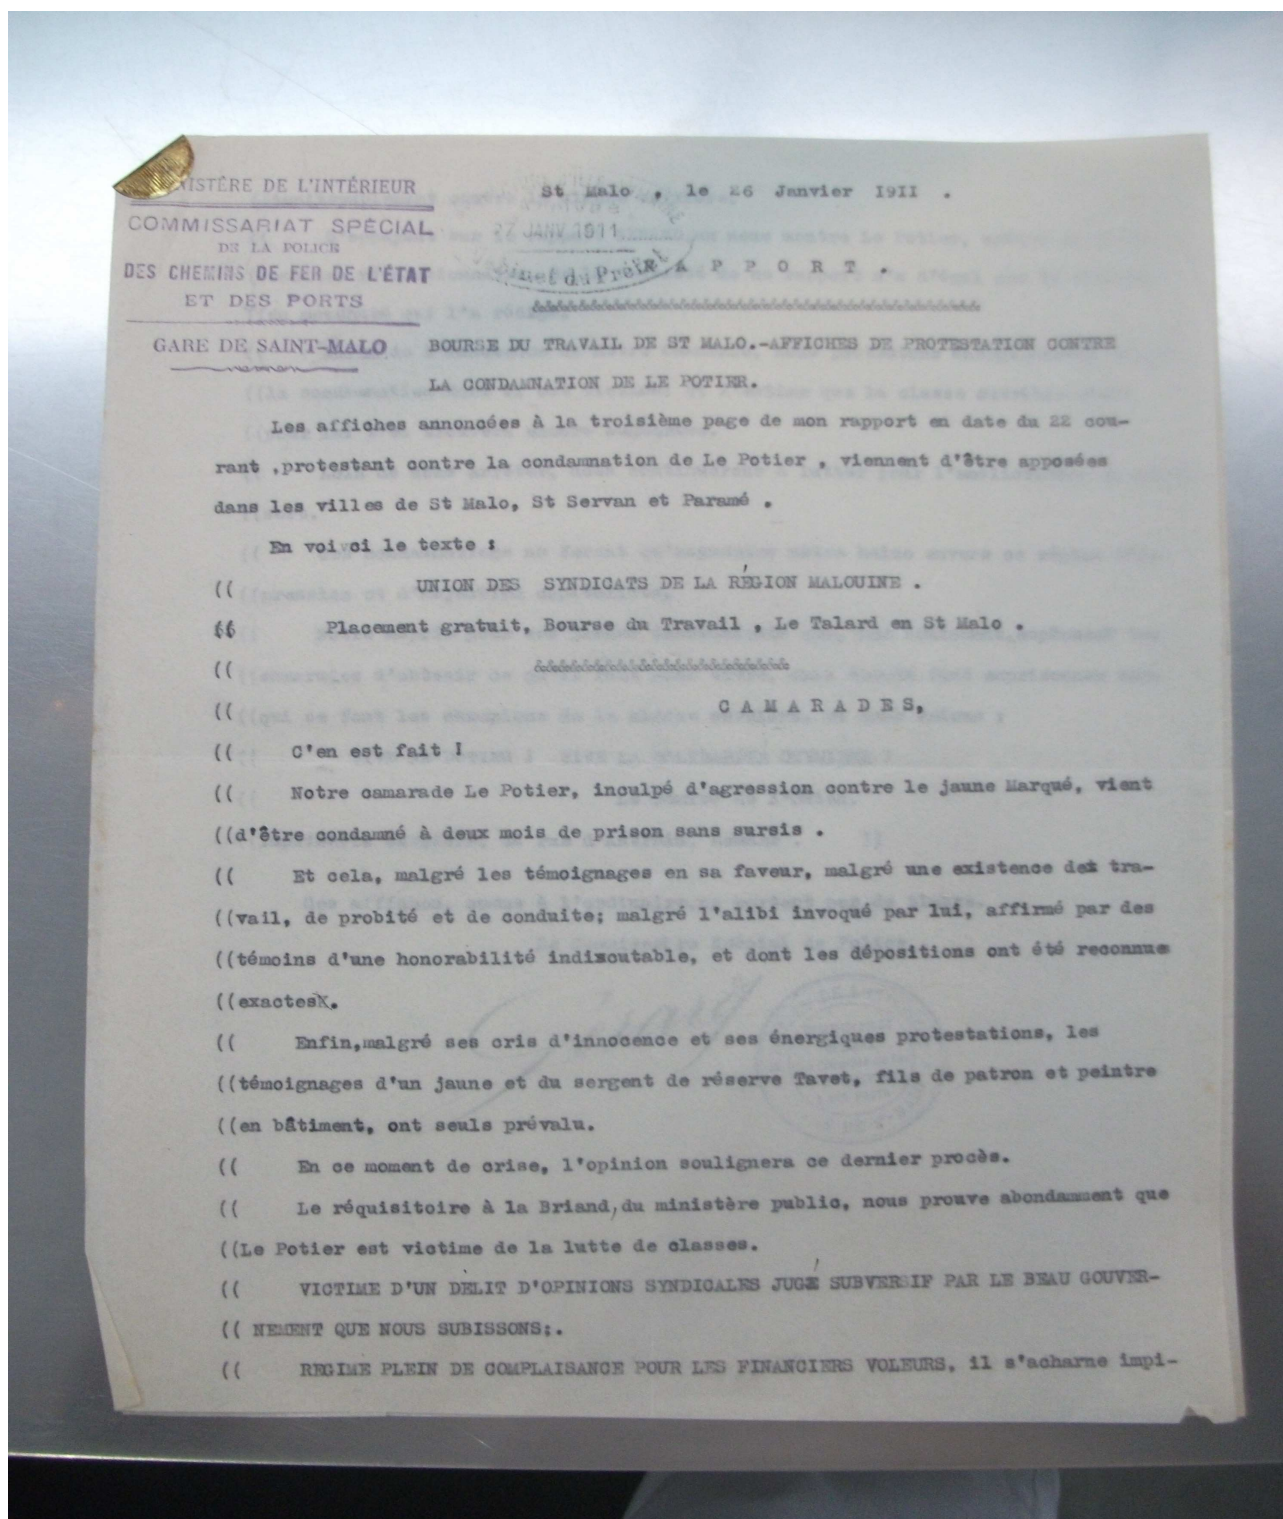 MINISTÈRE DE L'INTÉRIEUR
COMMISSARIAT SPÉCIAL
DE LA POLICE
DES CHEMINS DE FER DE L'ÉTAT
ET DES PORTS
GARE DE SAINT-MALO
St Malo , le 26 Janvier 1911 .
27 JANV 1911
Cabinet du Préfet
R A P P O R T .
BOURSE DU TRAVAIL DE ST MALO.-AFFICHES DE PROTESTATION CONTRE
LA CONDAMNATION DE LE POTIER.
Les affiches annoncées à la troisième page de mon rapport en date du 22 cou-
rant ,protestant contre la condamnation de Le Potier , viennent d'être apposées
dans les villes de St Malo, St Servan et Paramé .
En voi ci le texte :
(( UNION DES SYNDICATS DE LA RÉGION MALOUINE .
(( Placement gratuit, Bourse du Travail , Le Talard en St Malo .
((
(( C A M A R A D E S,
(( C'en est fait !
(( Notre camarade Le Potier, inculpé d'agression contre le jaune Marqué, vient
((d'être condamné à deux mois de prison sans sursis .
(( Et cela, malgré les témoignages en sa faveur, malgré une existence de tra-
((vail, de probité et de conduite; malgré l'alibi invoqué par lui, affirmé par des
((témoins d'une honorabilité indiscutable, et dont les dépositions ont été reconnue
((exactes.
(( Enfin,malgré ses cris d'innocence et ses énergiques protestations, les
((témoignages d'un jaune et du sergent de réserve Tavet, fils de patron et peintre
((en bâtiment, ont seuls prévalu.
(( En ce moment de crise, l'opinion soulignera ce dernier procès.
(( Le réquisitoire à la Briand,du ministère public, nous prouve abondamment que
((Le Potier est victime de la lutte de classes.
(( VICTIME D'UN DÈLIT D'OPINIONS SYNDICALES JUGÉ SUBVERSIF PAR LE BEAU GOUVER-
(( NEMENT QUE NOUS SUBISSONS;.
(( REGIME PLEIN DE COMPLAISANCE POUR LES FINANCIERS VOLEURS, il s'acharne impi-